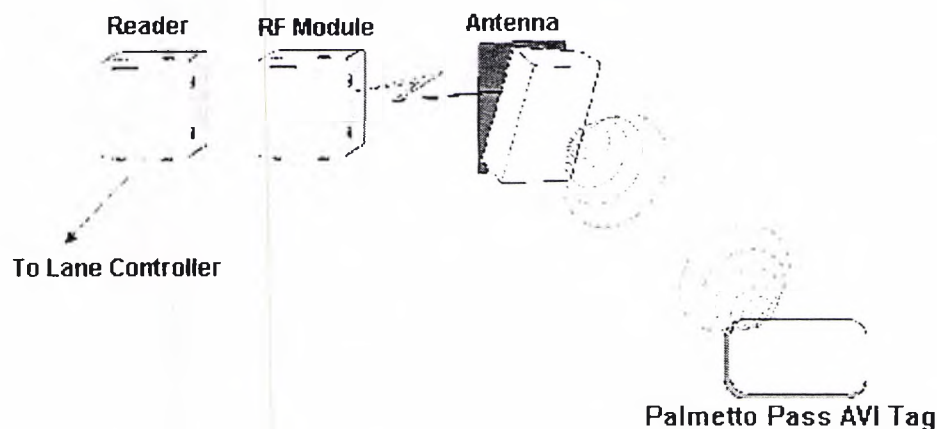 Reader
RF Module
Antenna
To Lane Controller
Palmetto Pass AVI Tag